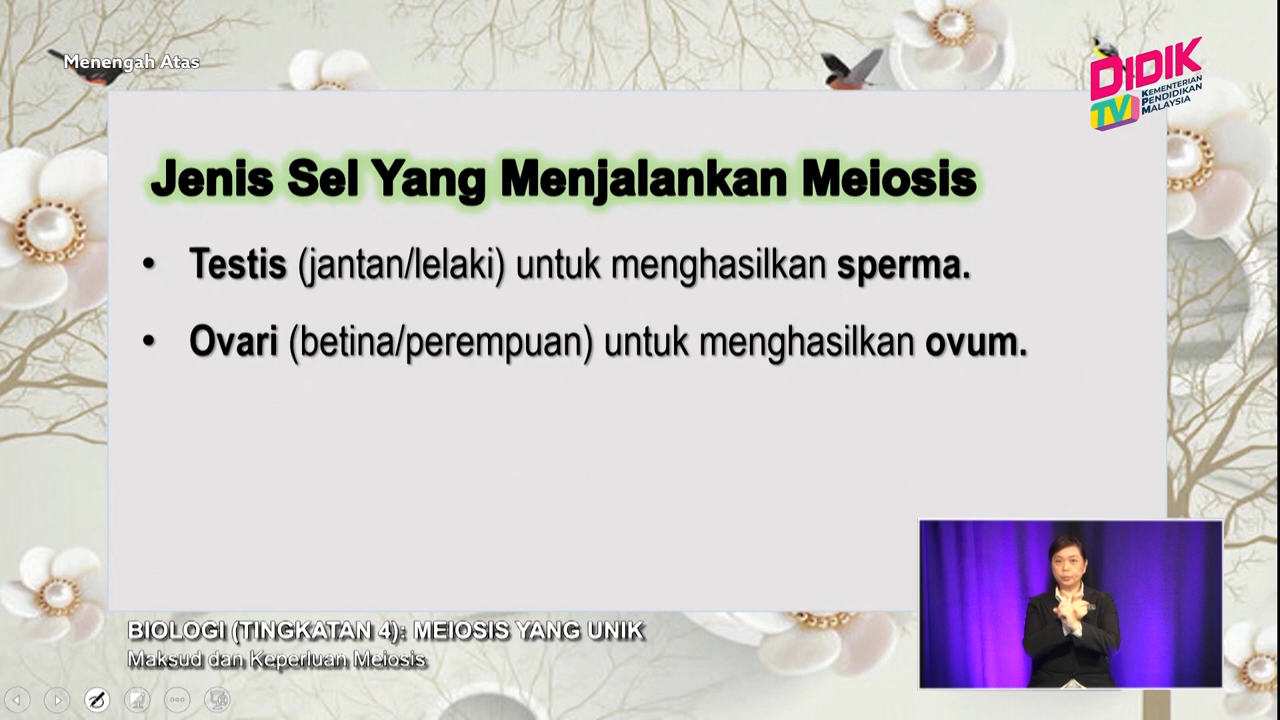 Menengah Atas
DIDIK
TV
KEMENTERIAN
PENDIDIKAN
MALAYSIA
Jenis Sel Yang Menjalankan Meiosis
• Testis (jantan/lelaki) untuk menghasilkan sperma.
• Ovari (betina/perempuan) untuk menghasilkan ovum.
BIOLOGI (TINGKATAN 4): MEIOSIS YANG UNIK
Maksud dan Keperluan Meiosis